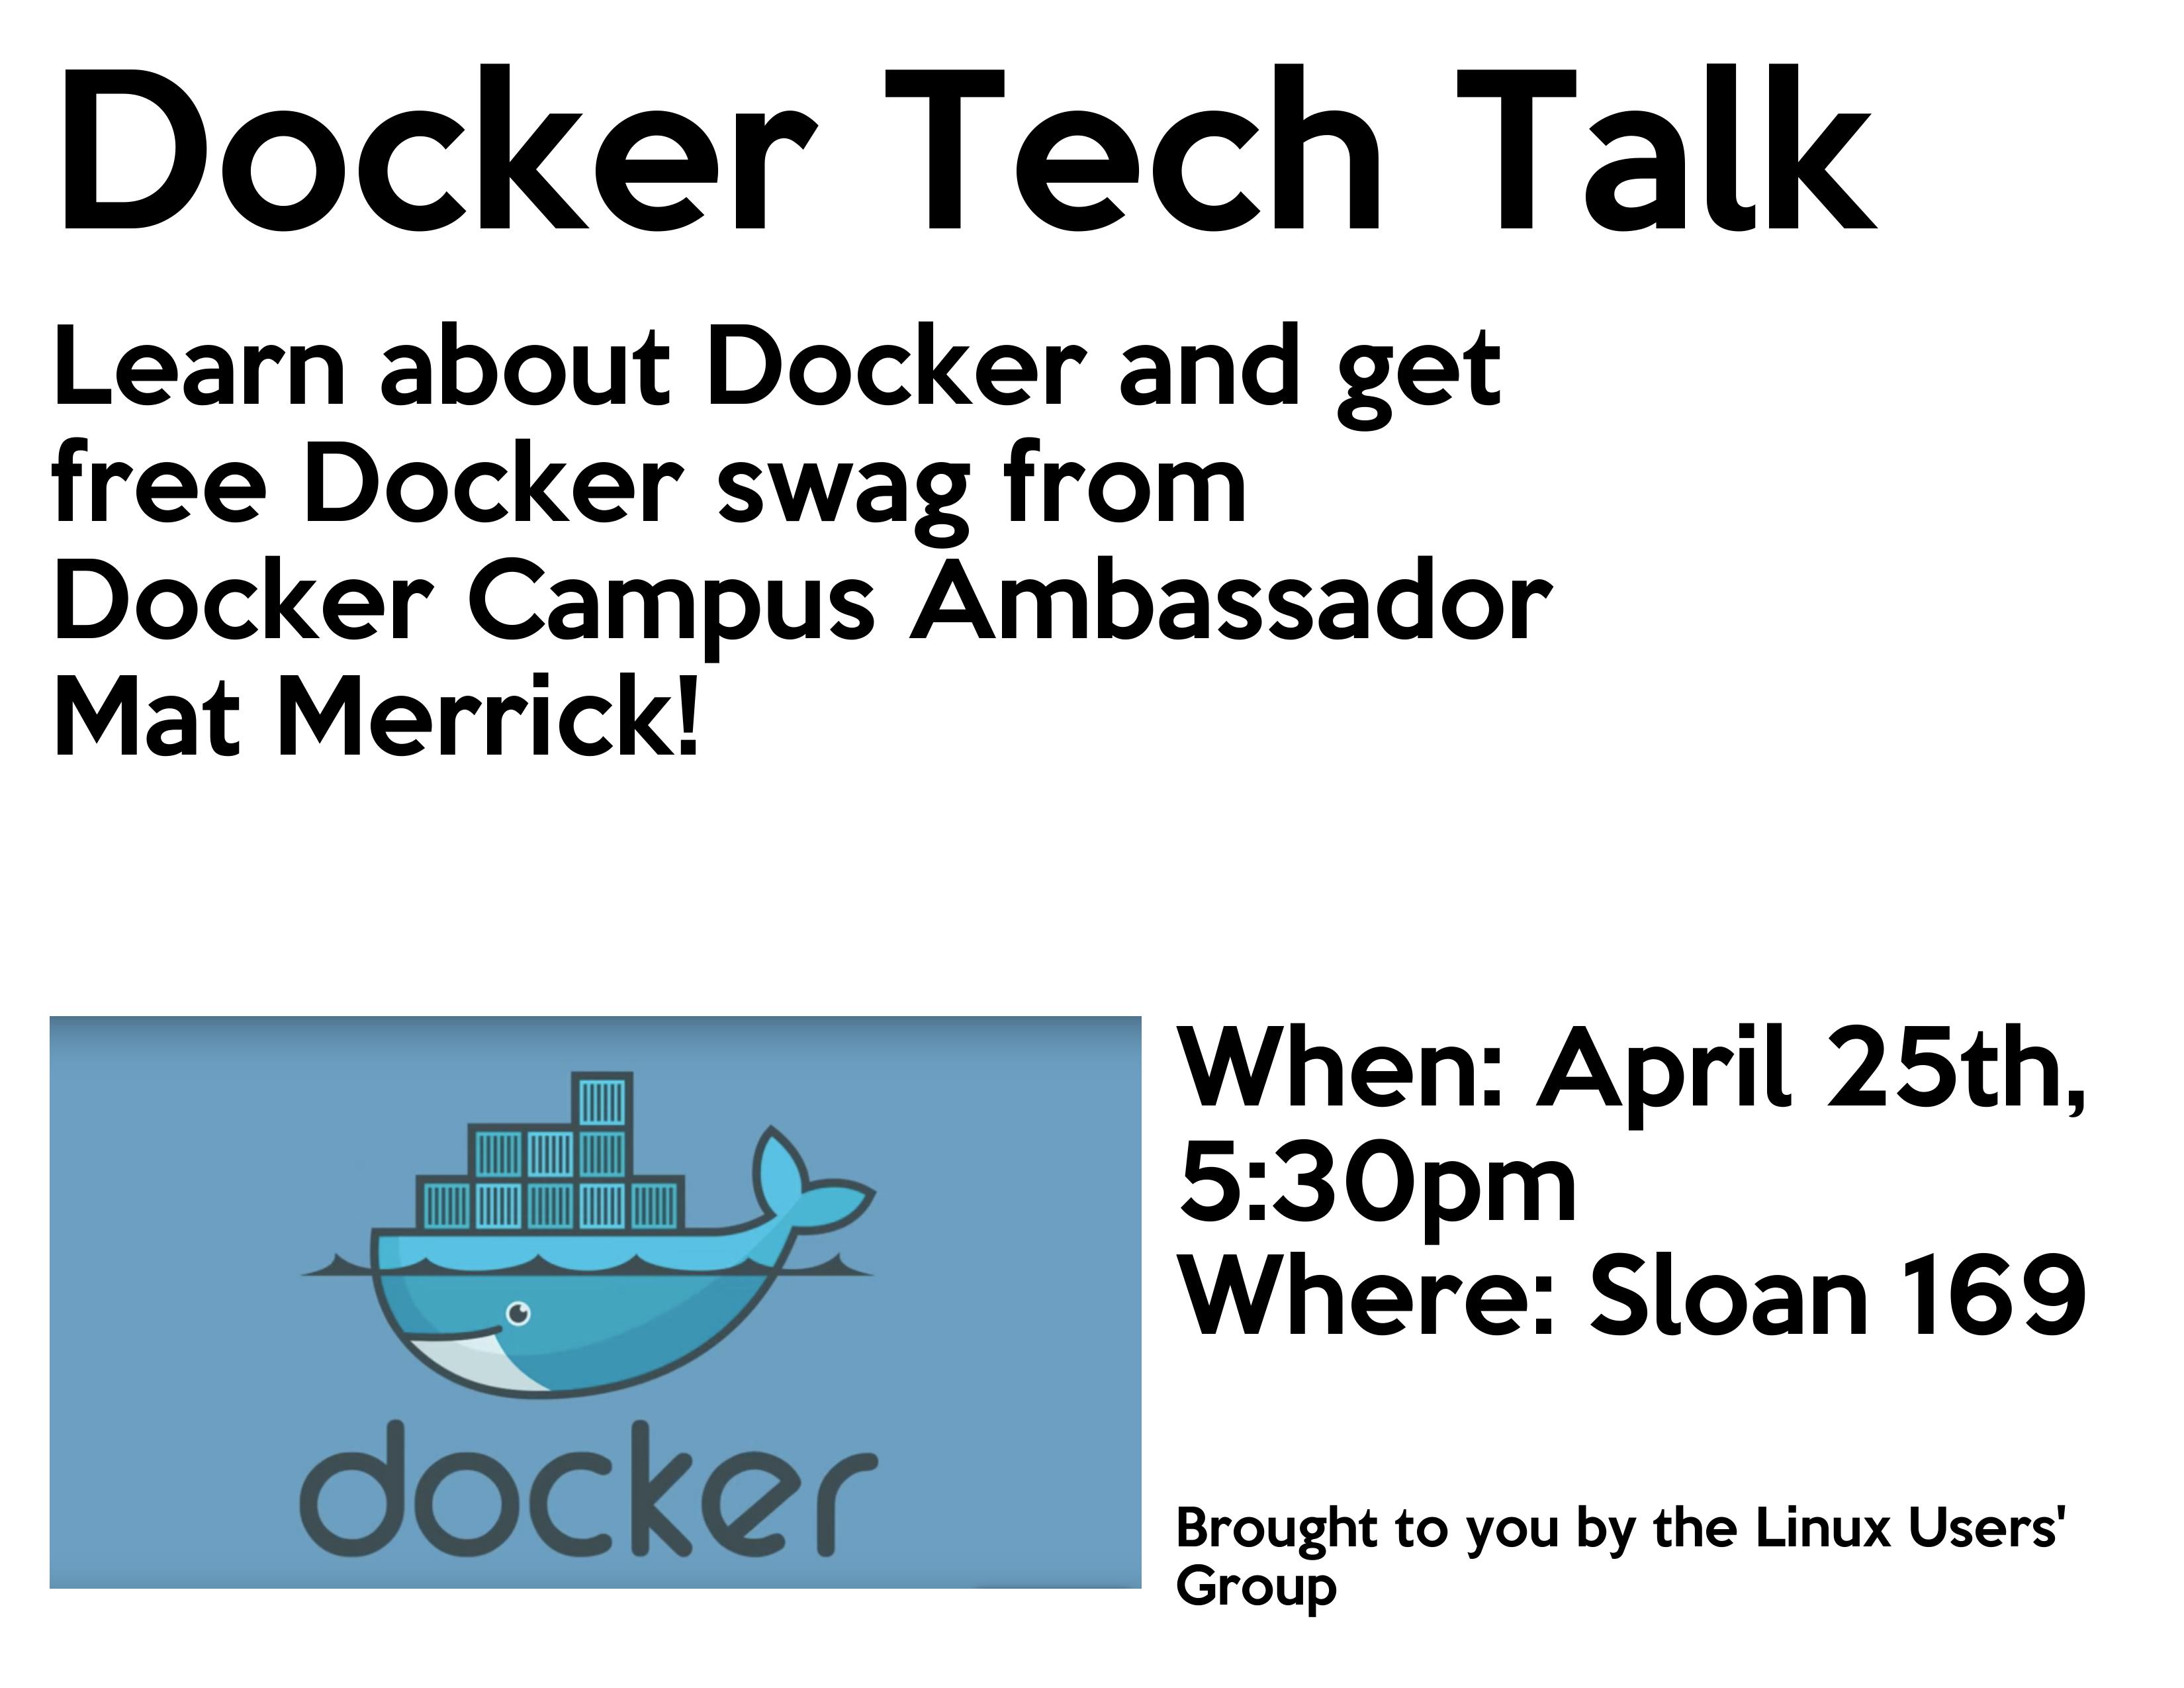 Docker Tech Talk
Learn about Docker and get
free Docker swag from
Docker Campus Ambassador
Mat Merrick!
docker
When: April 25th,
5:30pm
Where: Sloan 169
Brought to you by the Linux Users'
Group